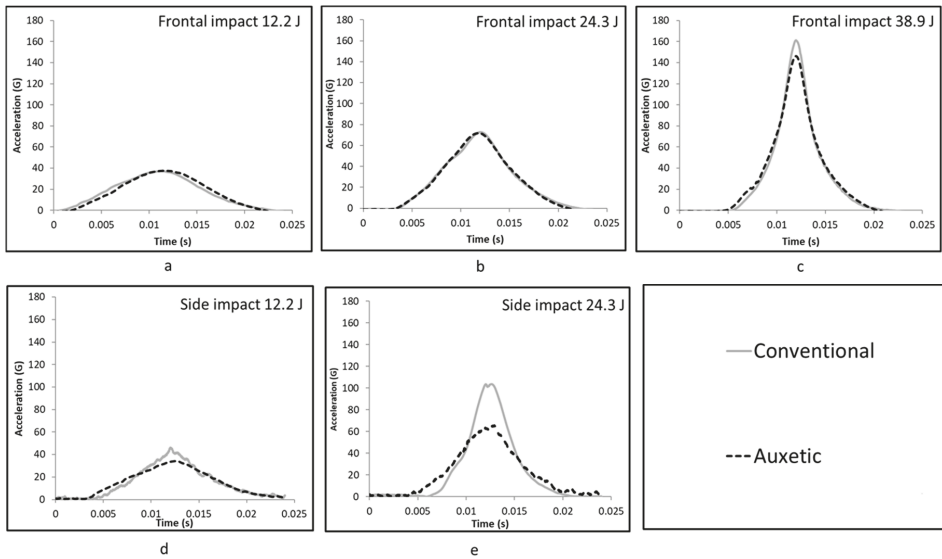 Frontal impact 12.2 J
180
160
140
120
100
80
60
40
20
0
Acceleration (G)
0 0.005 0.01 0.015 0.02 0.025
Time (s)
a
Frontal impact 24.3 J
180
160
140
120
100
80
60
40
20
0
Acceleration (G)
0 0.005 0.01 0.015 0.02 0.025
Time (s)
b
Frontal impact 38.9 J
180
160
140
120
100
80
60
40
20
0
Acceleration (G)
0 0.005 0.01 0.015 0.02 0.025
Time (s)
c
Side impact 12.2 J
180
160
140
120
100
80
60
40
20
0
Acceleration (G)
0 0.005 0.01 0.015 0.02 0.025
Time (s)
d
Side impact 24.3 J
180
160
140
120
100
80
60
40
20
0
Acceleration (G)
0 0.005 0.01 0.015 0.02 0.025
Time (s)
e
Conventional
Auxetic